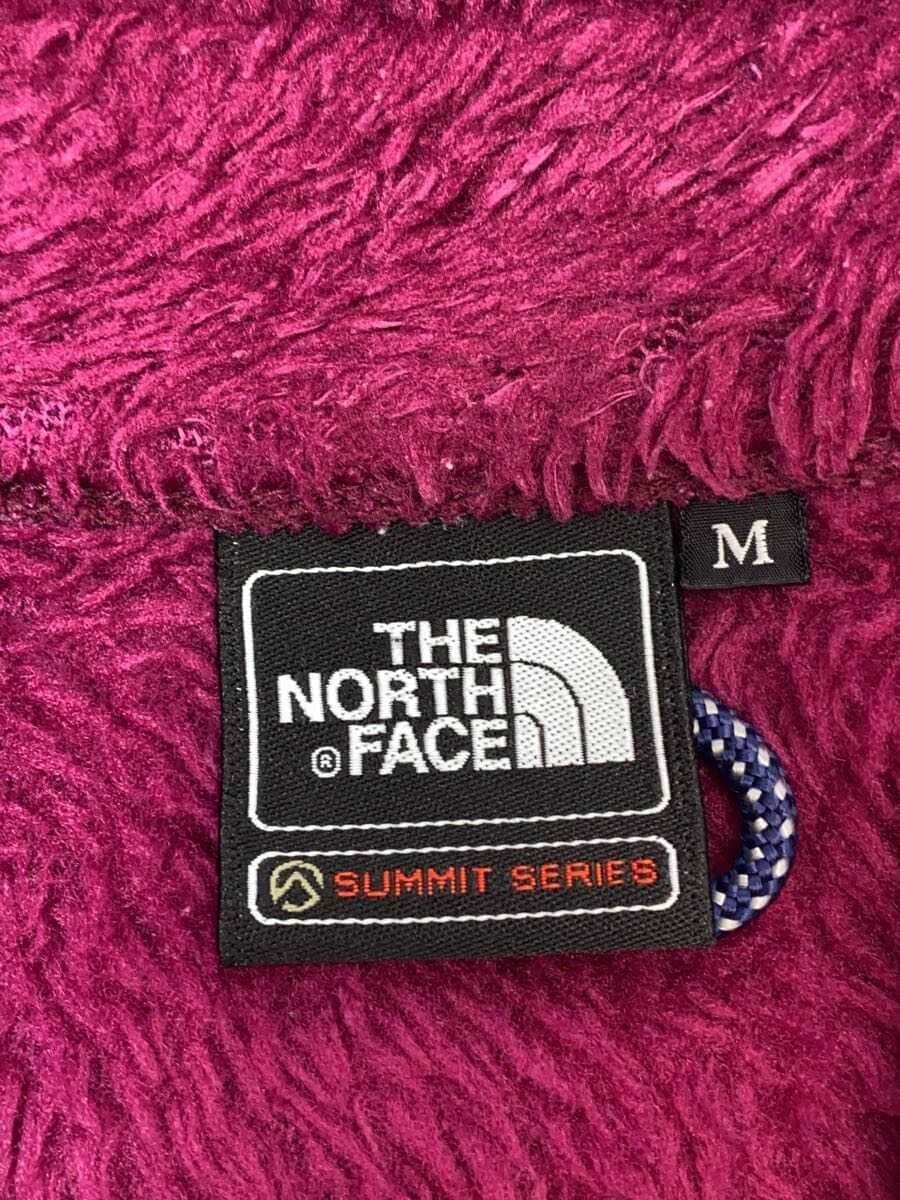 M
THE
NORTH
® FACE
SUMMIT SERIES